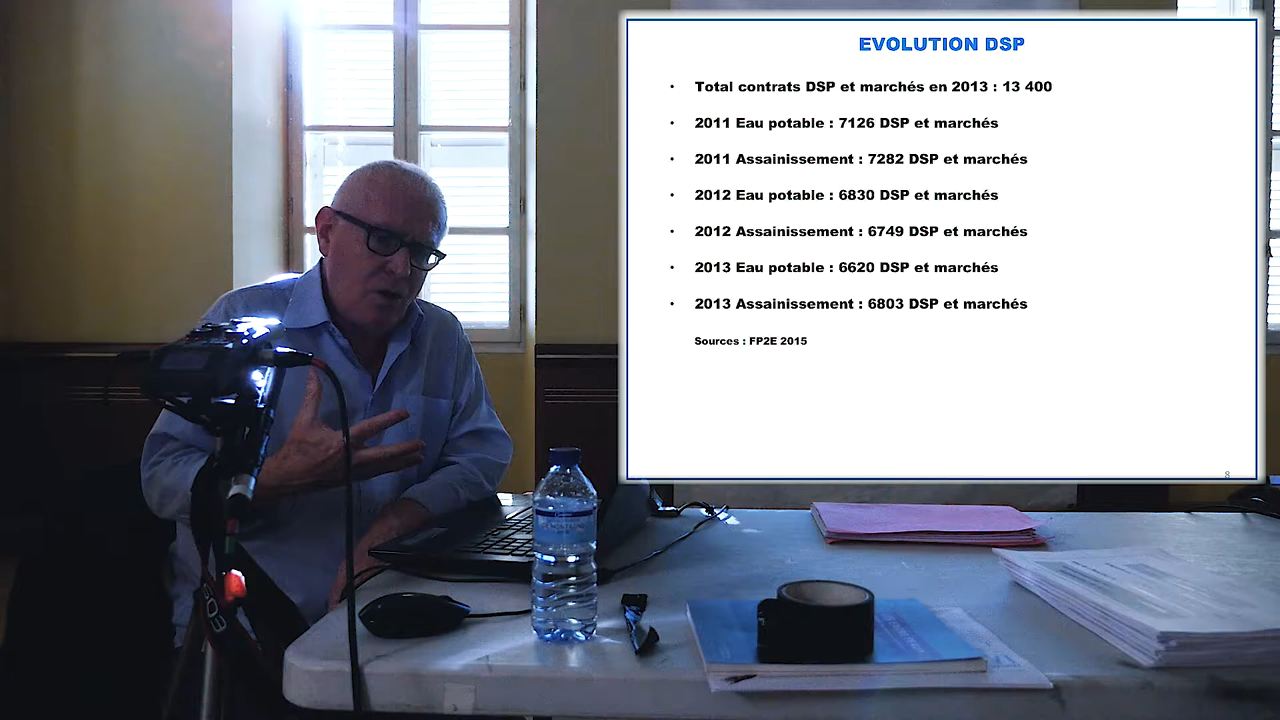 EVOLUTION DSP
• Total contrats DSP et marchés en 2013 : 13 400
• 2011 Eau potable : 7126 DSP et marchés
• 2011 Assainissement : 7282 DSP et marchés
• 2012 Eau potable : 6830 DSP et marchés
• 2012 Assainissement : 6749 DSP et marchés
• 2013 Eau potable : 6620 DSP et marchés
• 2013 Assainissement : 6803 DSP et marchés
Sources : FP2E 2015
8